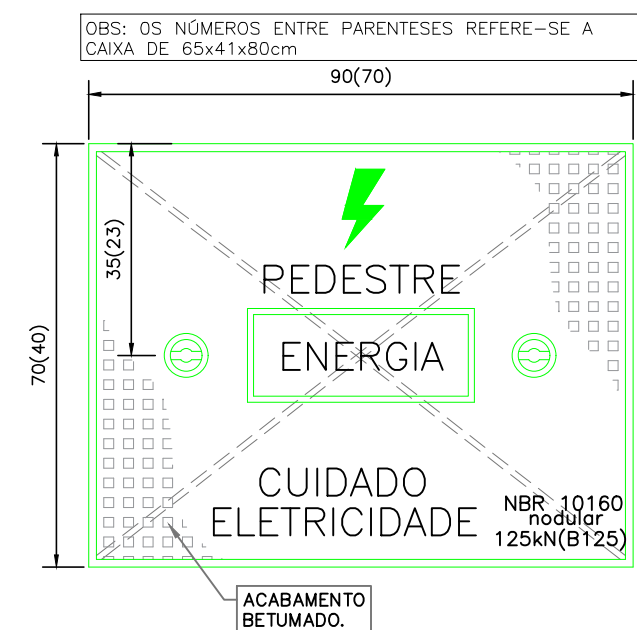 OBS: OS NÚMEROS ENTRE PARENTESES REFERE-SE A
CAIXA DE 65x41x80cm
90(70)
35(23)
70(40)
PEDESTRE
ENERGIA
CUIDADO
ELETRICIDADE
NBR 10160
nodular
125kN(B125)
ACABAMENTO
BETUMADO.